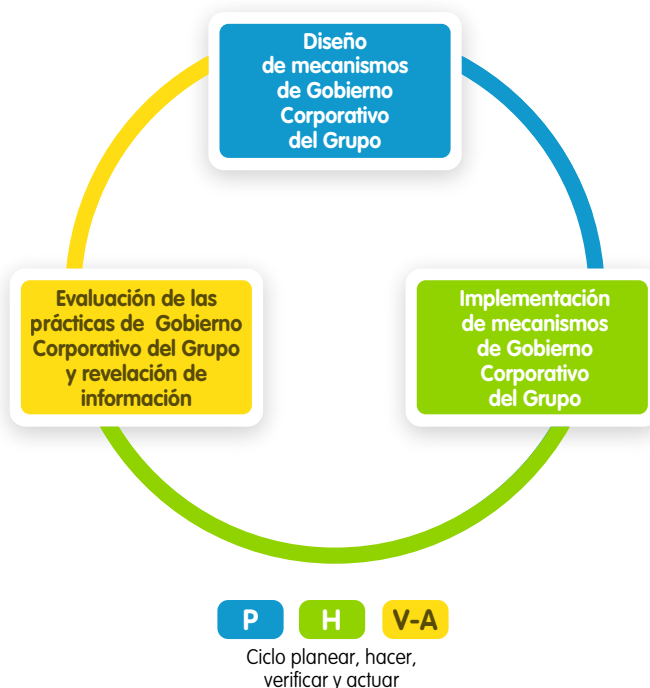 Diseño
de mecanismos
de Gobierno
Corporativo
del Grupo
Evaluación de las
prácticas de Gobierno
Corporativo del Grupo
y revelación de
información
Implementación
de mecanismos
de Gobierno
Corporativo
del Grupo
P H V-A
Ciclo planear, hacer,
verificar y actuar